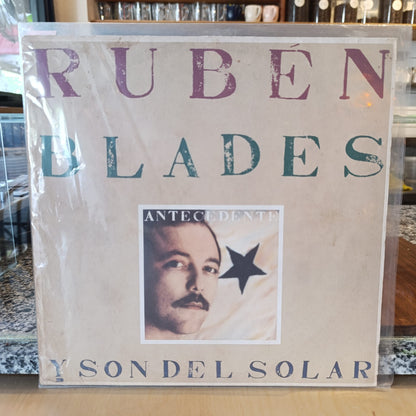 RUBÉN
BLADES
ANTECEDENTE
Y SON DEL SOLAR